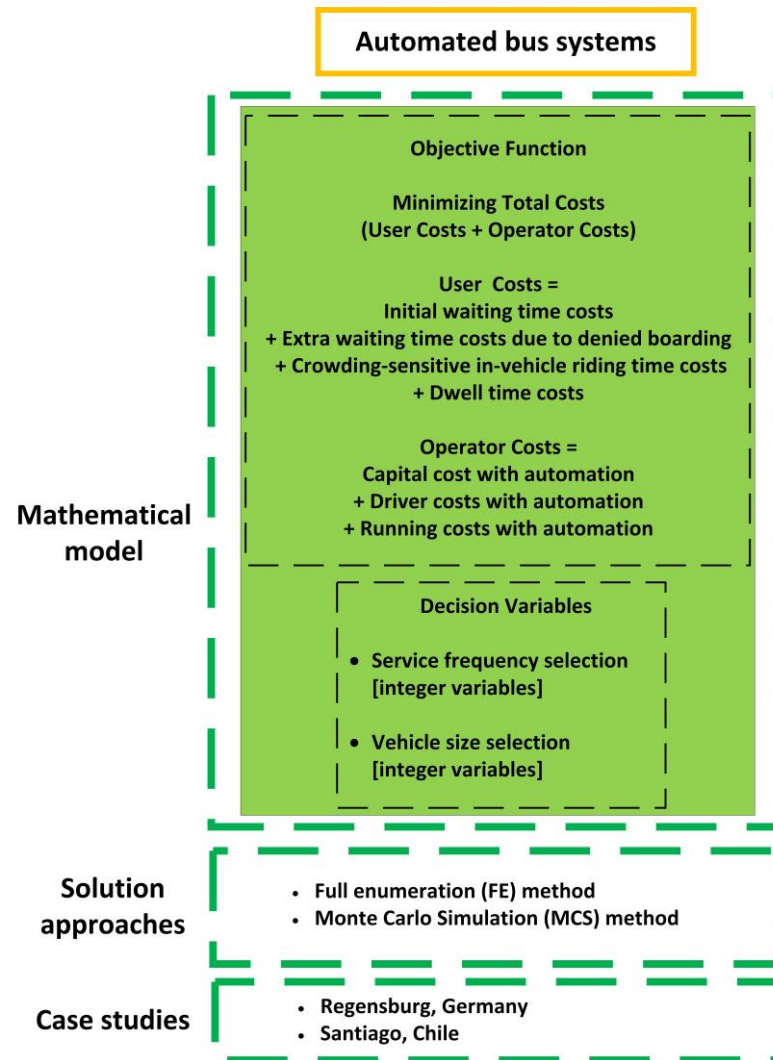 Automated bus systems
Objective Function
Minimizing Total Costs
(User Costs + Operator Costs)
User Costs =
Initial waiting time costs
+ Extra waiting time costs due to denied boarding
+ Crowding-sensitive in-vehicle riding time costs
+ Dwell time costs
Operator Costs =
Capital cost with automation
+ Driver costs with automation
+ Running costs with automation
Mathematical
model
Decision Variables
• Service frequency selection
[integer variables]
• Vehicle size selection
[integer variables]
Solution
approaches
• Full enumeration (FE) method
• Monte Carlo Simulation (MCS) method
Case studies
• Regensburg, Germany
• Santiago, Chile